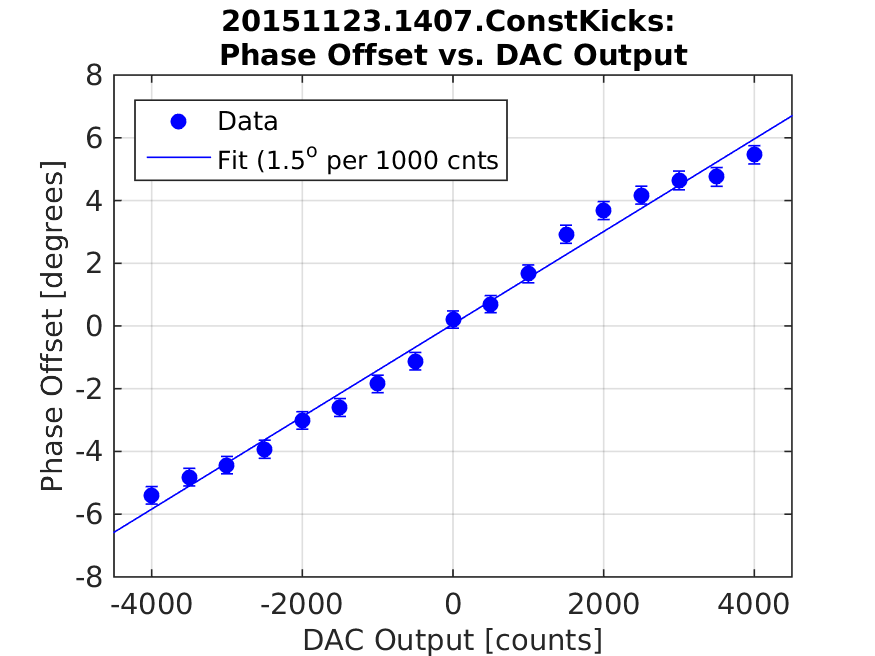 20151123.1407.ConstKicks:
Phase Offset vs. DAC Output
8
6
4
2
0
-2
-4
-6
-8
Phase Offset [degrees]
Data
Fit (1.5o per 1000 cnts
-4000 -2000 0 2000 4000
DAC Output [counts]